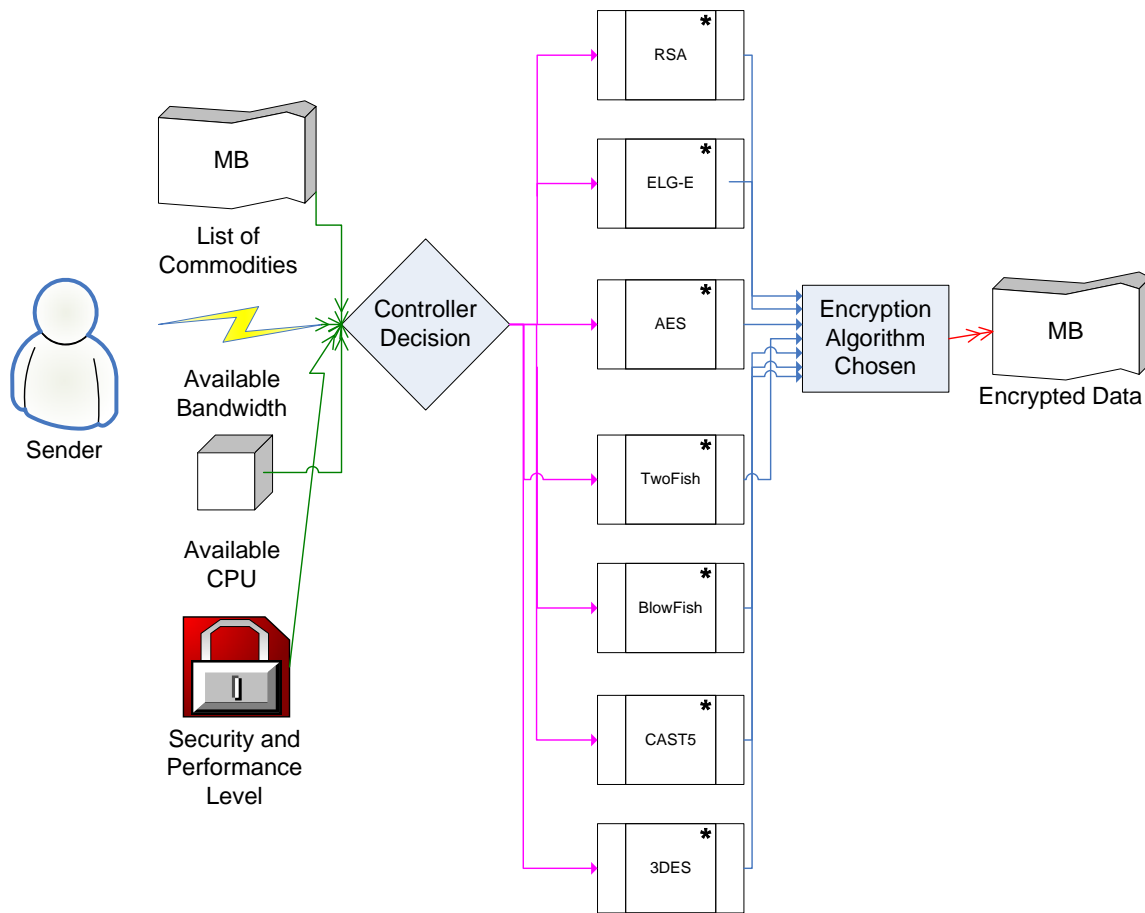 MB
List of
Commodities
Sender
Available
Bandwidth
Available
CPU
Security and
Performance
Level
Controller
Decision
*
RSA
*
ELG-E
*
AES
*
TwoFish
*
BlowFish
*
CAST5
*
3DES
Encryption
Algorithm
Chosen
MB
Encrypted Data